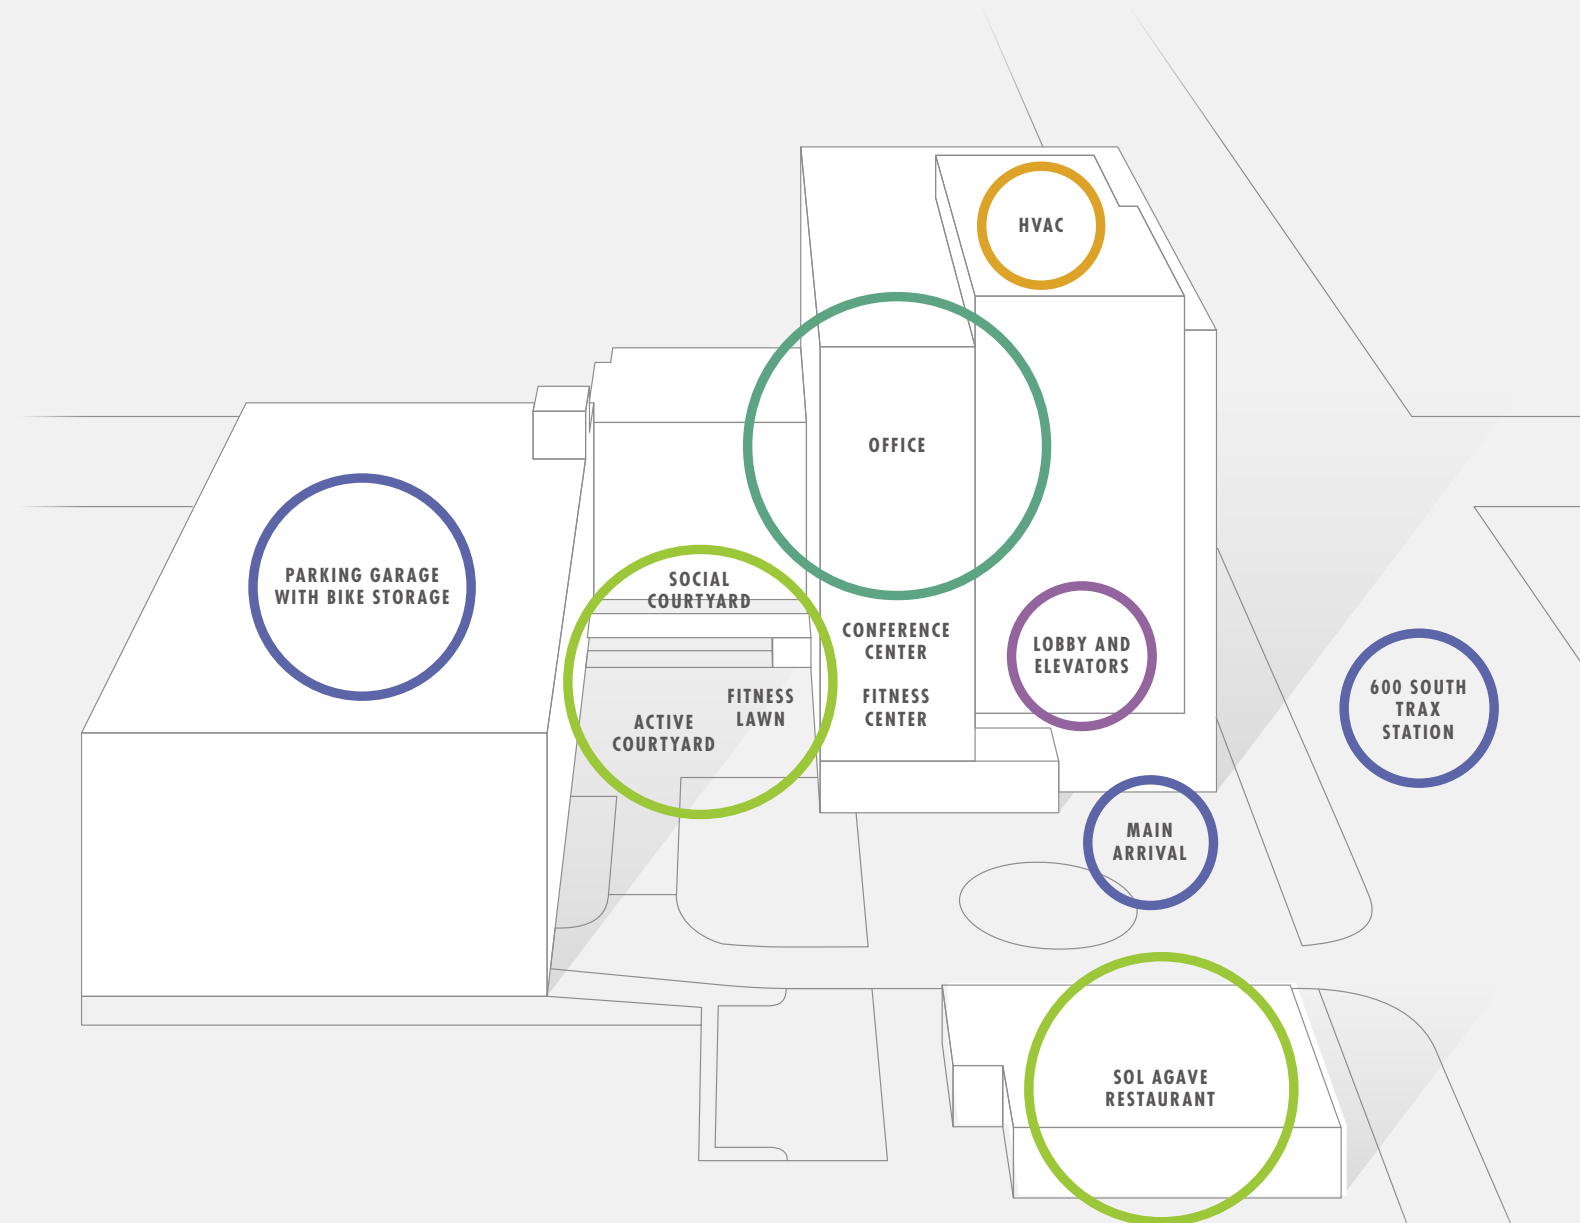 HVAC
OFFICE
PARKING GARAGE
WITH BIKE STORAGE
SOCIAL
COURTYARD
CONFERENCE
CENTER
LOBBY AND
ELEVATORS
FITNESS
LAWN
FITNESS
CENTER
ACTIVE
COURTYARD
600 SOUTH
TRAX
STATION
MAIN
ARRIVAL
SOL AGAVE
RESTAURANT